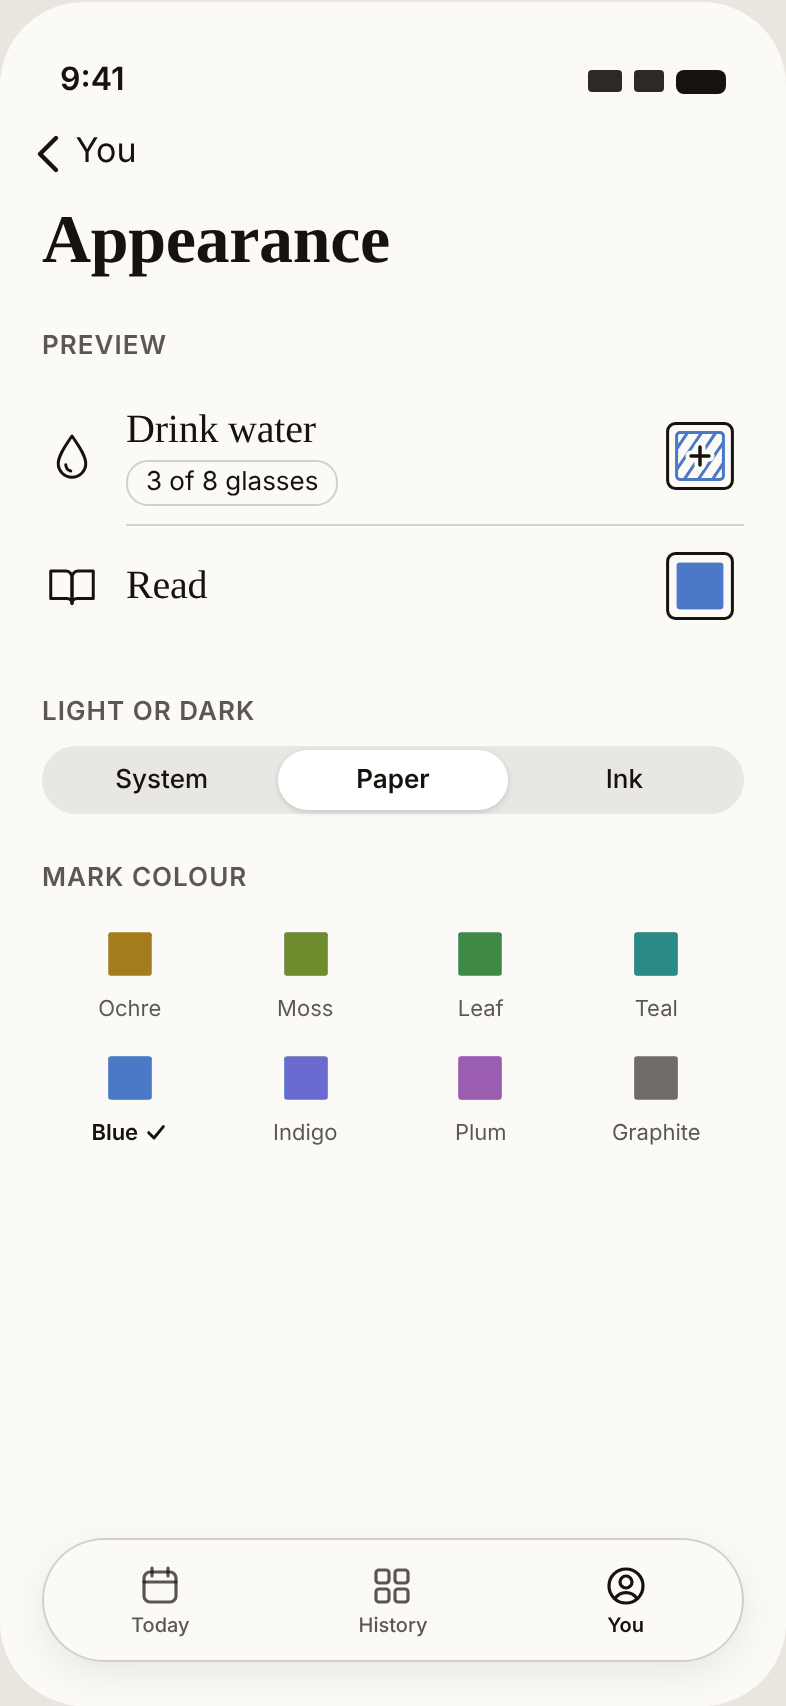 9:41
You
Appearance
PREVIEW
Drink water
3 of 8 glasses
Read
LIGHT OR DARK
System Paper Ink
MARK COLOUR
Ochre Moss Leaf Teal
Blue Indigo Plum Graphite
Today History You